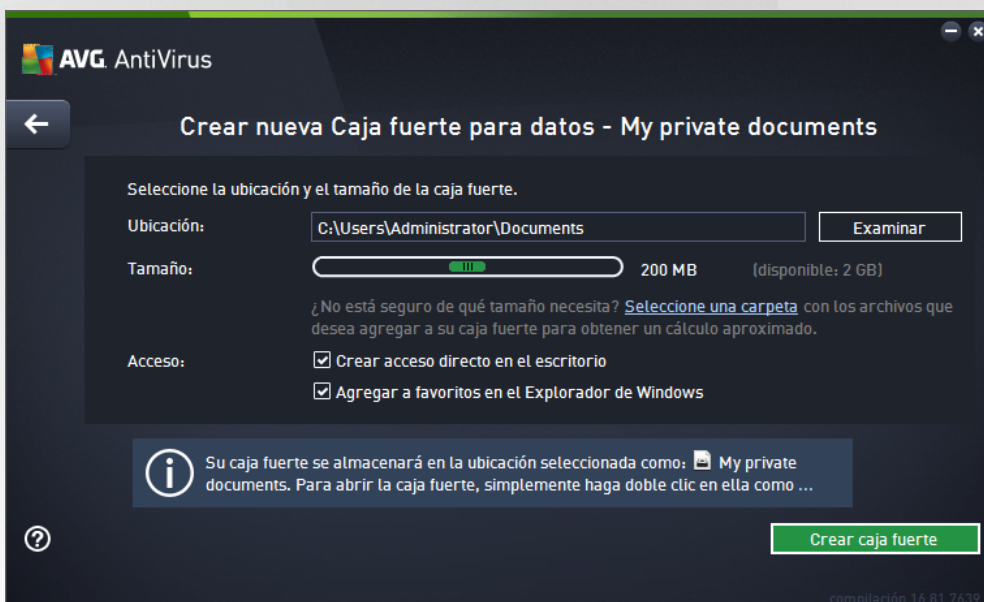 AVG. AntiVirus
Crear nueva Caja fuerte para datos - My private documents
Seleccione la ubicación y el tamaño de la caja fuerte.
Ubicación:
C:\Users\Administrator\Documents
Examinar
Tamaño:
200 MB
(disponible: 2 GB)
¿No está seguro de qué tamaño necesita? Seleccione una carpeta con los archivos que
desea agregar a su caja fuerte para obtener un cálculo aproximado.
Acceso:
Crear acceso directo en el escritorio
Agregar a favoritos en el Explorador de Windows
Su caja fuerte se almacenará en la ubicación seleccionada como: My private
documents. Para abrir la caja fuerte, simplemente haga doble clic en ella como ...
Crear caja fuerte
compilación 16.81.7639